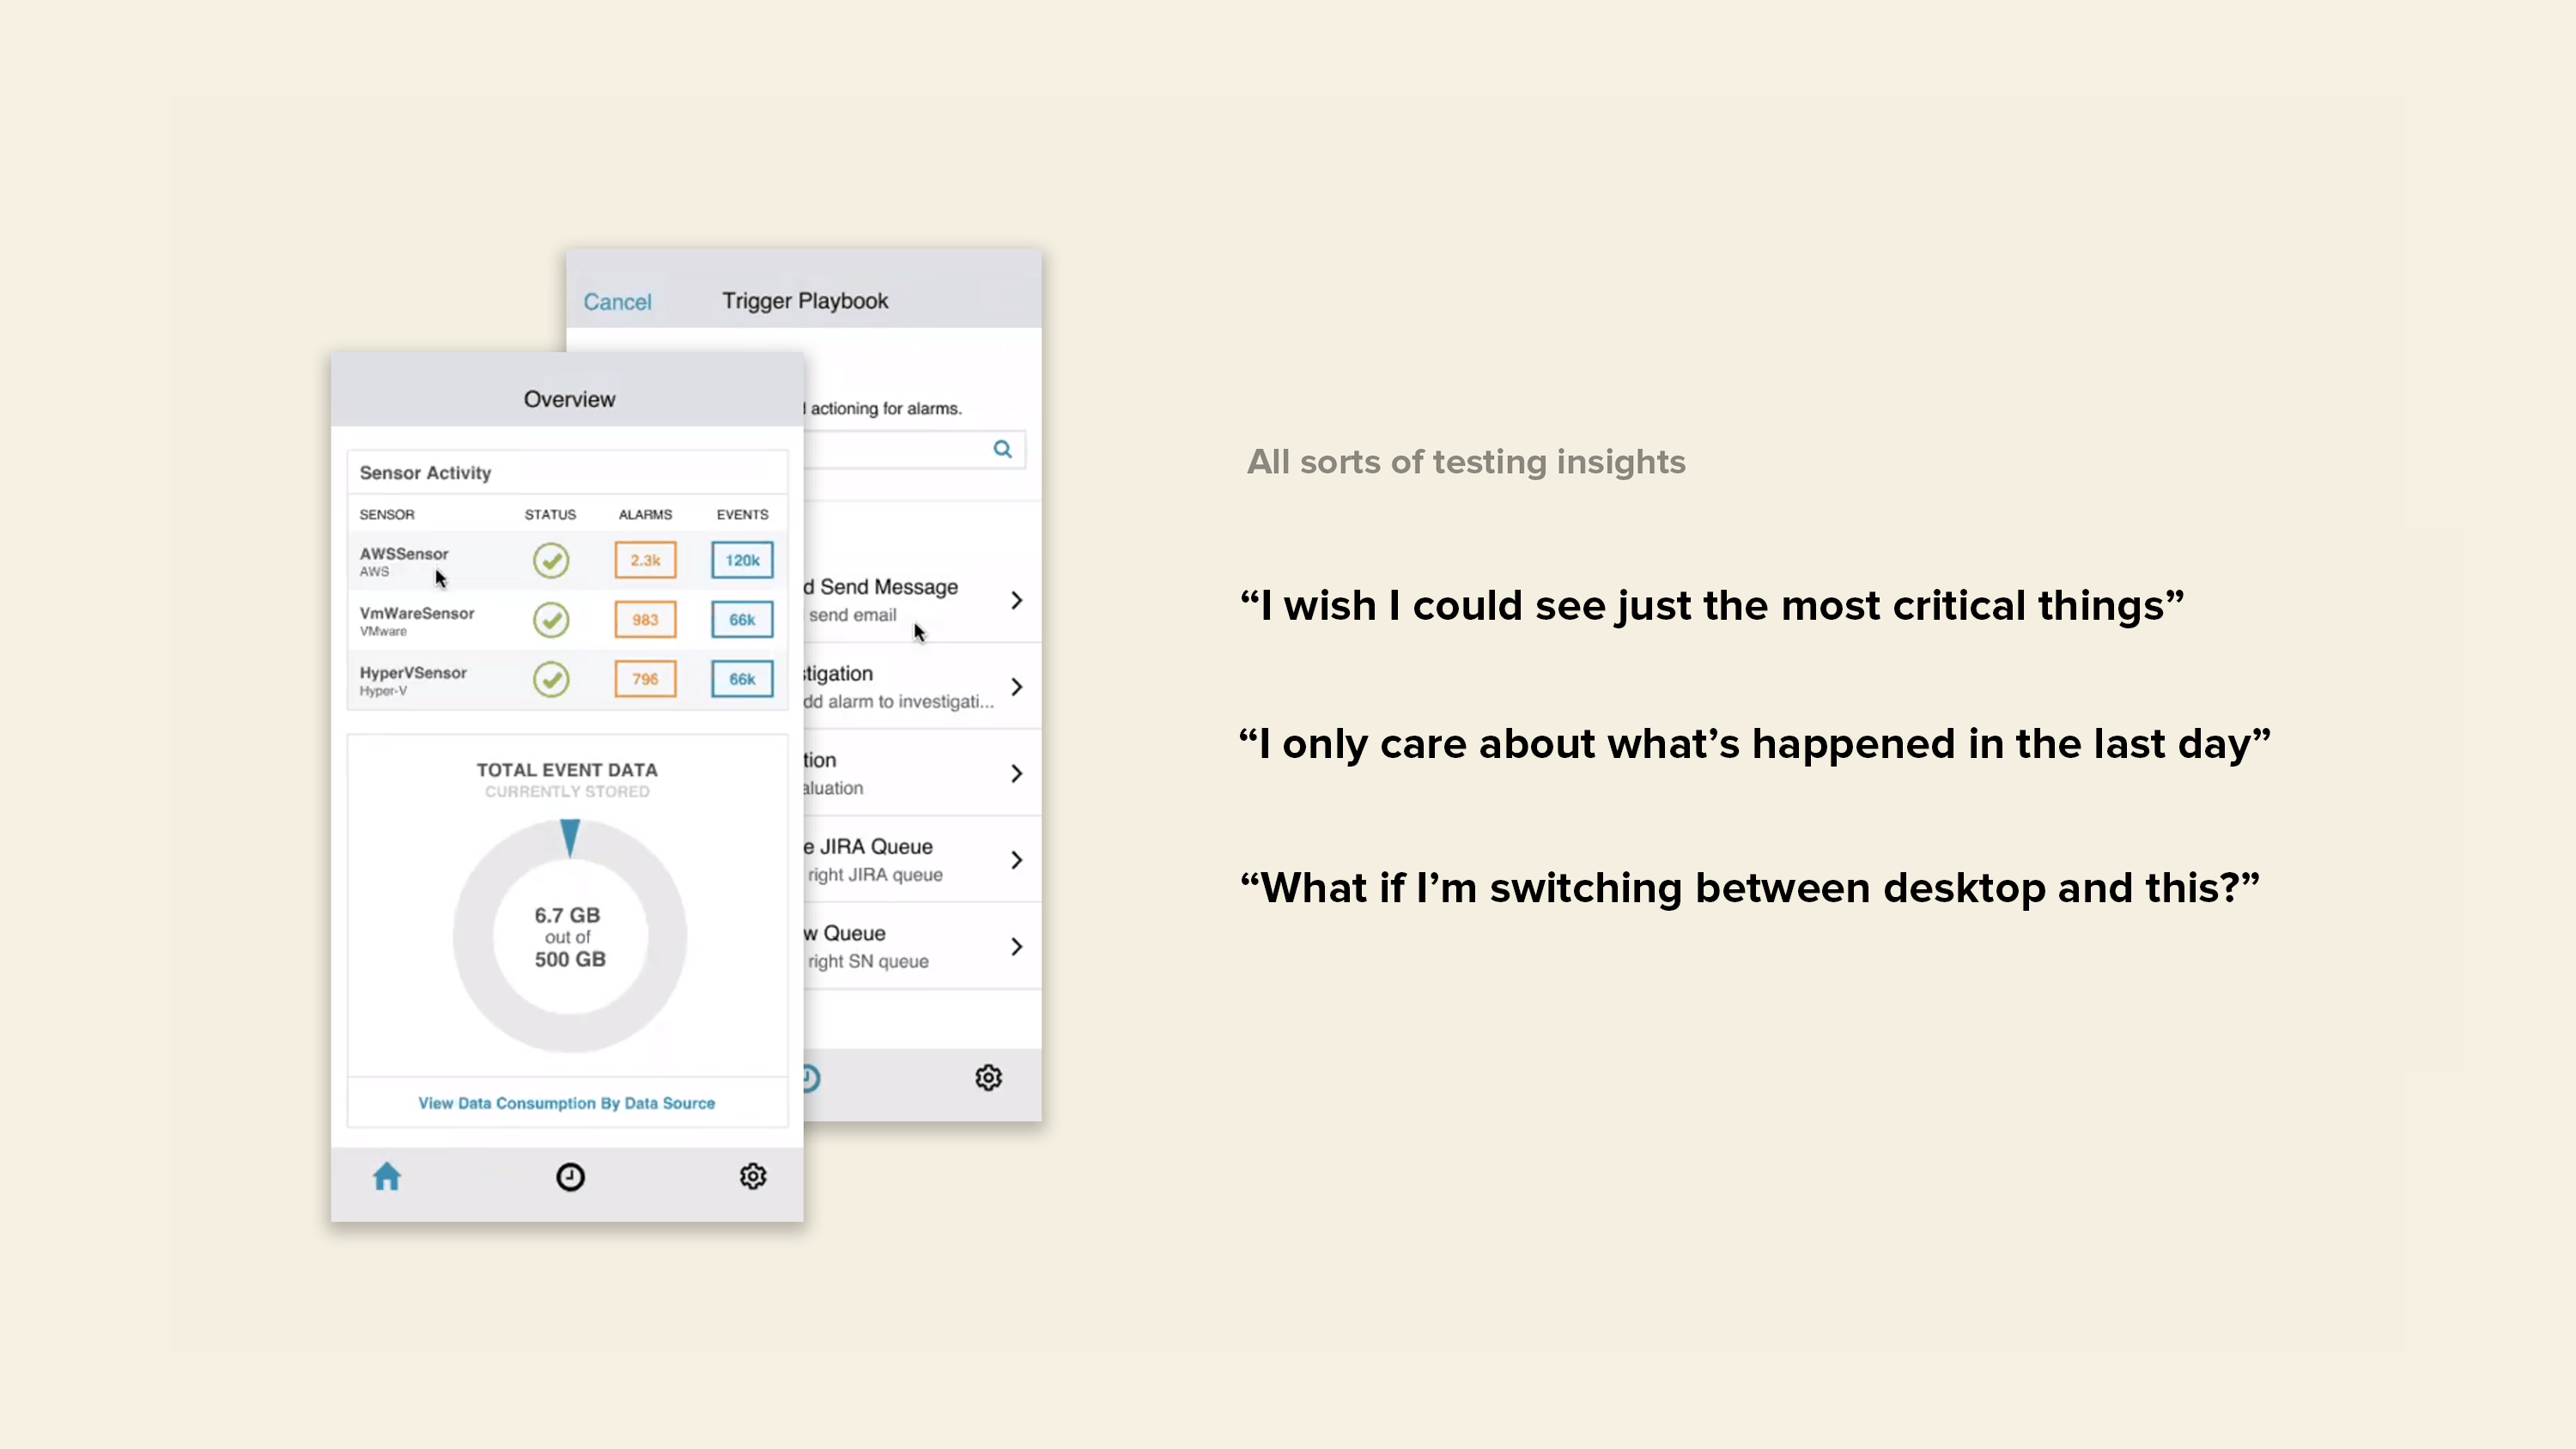 Cancel
Trigger Playbook
actioning for alarms.
Send Message
send email
dd alarm to investigati...
e JIRA Queue
right JIRA queue
w Queue
right SN queue
Overview
Sensor Activity
SENSOR STATUS ALARMS EVENTS
AWSSensor 2.3k 120k
AWS
VmWareSensor 983 66k
VMware
HyperVSensor 796 66k
Hyper-V
TOTAL EVENT DATA
CURRENTLY STORED
6.7 GB
out of
500 GB
View Data Consumption By Data Source
All sorts of testing insights
“I wish I could see just the most critical things”
“I only care about what’s happened in the last day”
“What if I’m switching between desktop and this?”